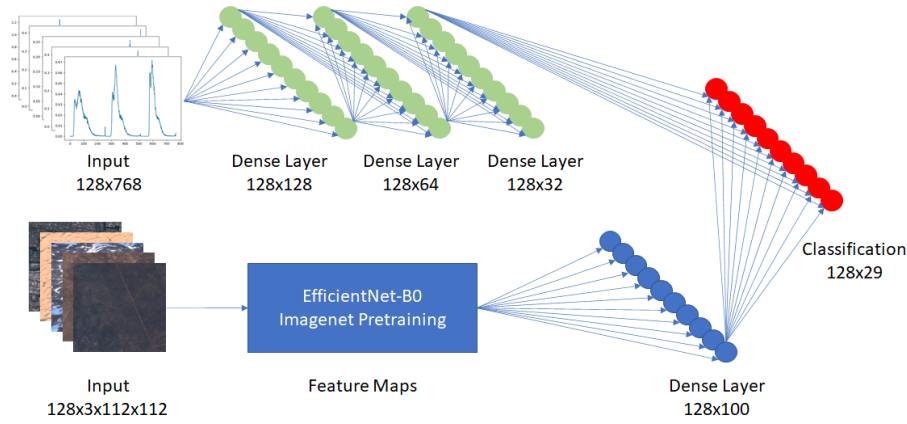 Input
128x768
Dense Layer
128x128
Dense Layer
128x64
Dense Layer
128x32
Classification
128x29
EfficientNet-B0
Imagenet Pretraining
Input
128x3x112x112
Feature Maps
Dense Layer
128x100